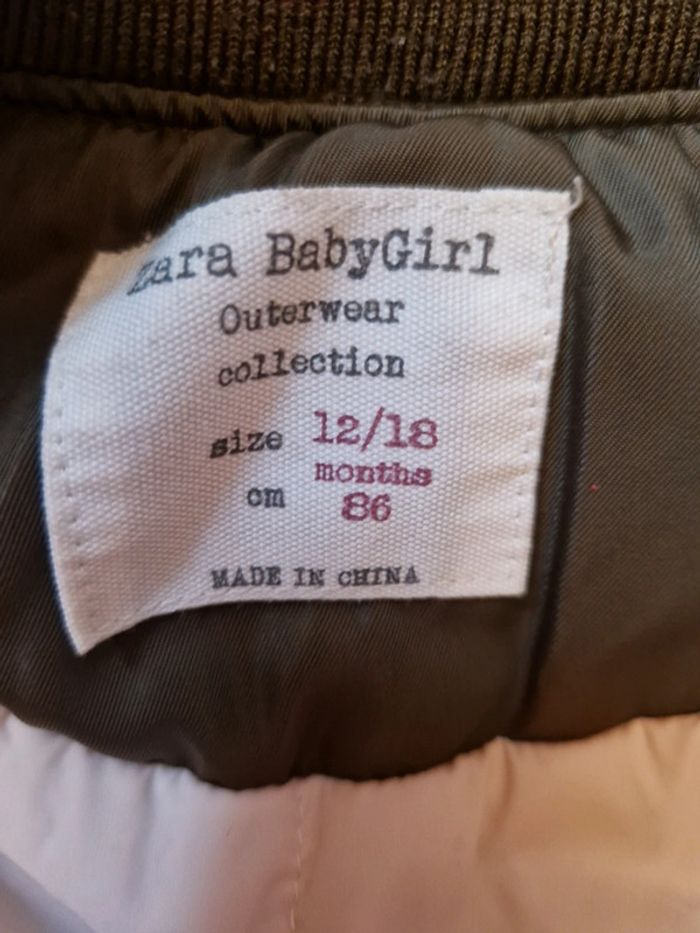 zara BabyGirl
Outerwear
collection
size 12/18
months
cm 86
MADE IN CHINA